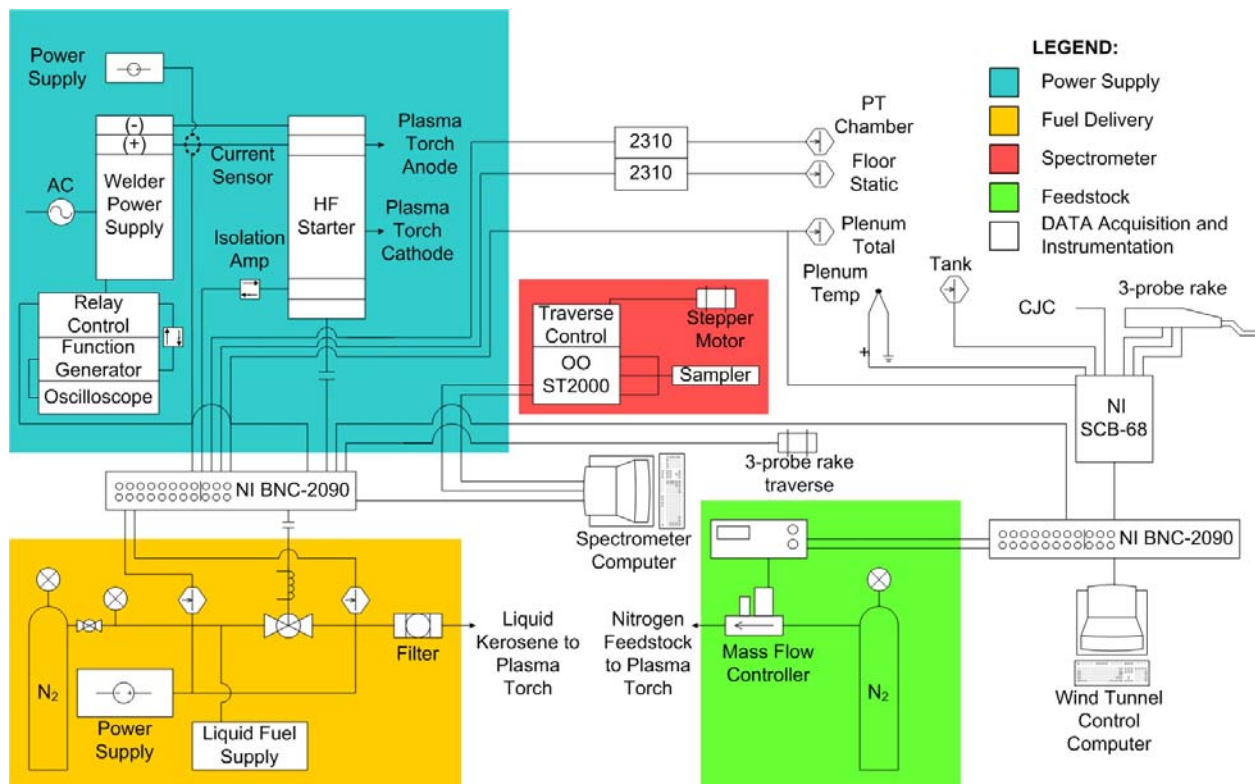 Power
Supply
(-)
(+)
Current
Sensor
AC
Welder
Power
Supply
HF
Starter
Plasma
Torch
Anode
Plasma
Torch
Cathode
Isolation
Amp
Relay
Control
Function
Generator
Oscilloscope
2310
2310
PT
Chamber
Floor
Static
Plenum
Total
Plenum
Temp
+
Tank
CJC
3-probe rake
LEGEND:
Power Supply
Fuel Delivery
Spectrometer
Feedstock
DATA Acquisition and
Instrumentation
Traverse
Control
OO
ST2000
Stepper
Motor
Sampler
NI
SCB-68
3-probe rake
traverse
NI BNC-2090
Spectrometer
Computer
NI BNC-2090
N2
Power
Supply
Liquid Fuel
Supply
Filter
Liquid
Kerosene to
Plasma
Torch
Nitrogen
Feedstock
to Plasma
Torch
Mass Flow
Controller
N2
Wind Tunnel
Control
Computer